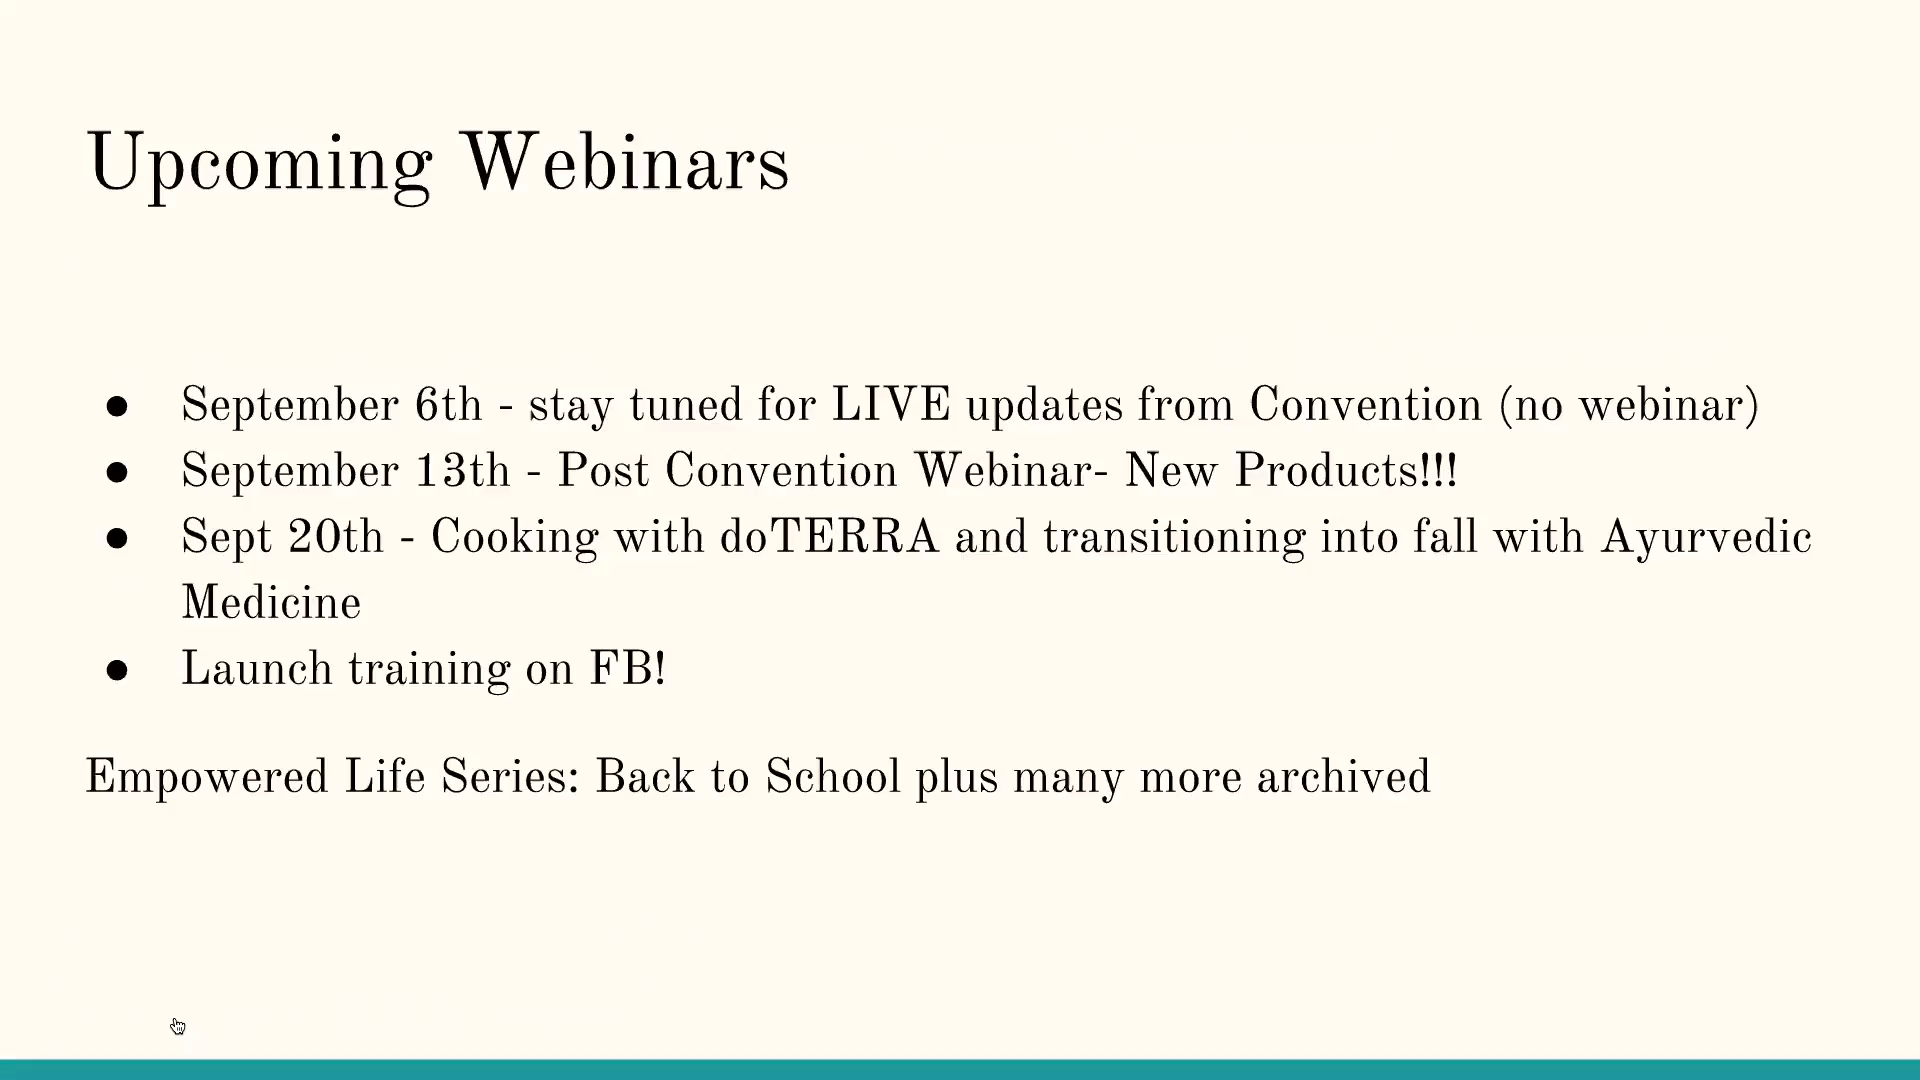 Upcoming Webinars
● September 6th - stay tuned for LIVE updates from Convention (no webinar)
● September 13th - Post Convention Webinar- New Products!!!
● Sept 20th - Cooking with doTERRA and transitioning into fall with Ayurvedic
Medicine
● Launch training on FB!
Empowered Life Series: Back to School plus many more archived